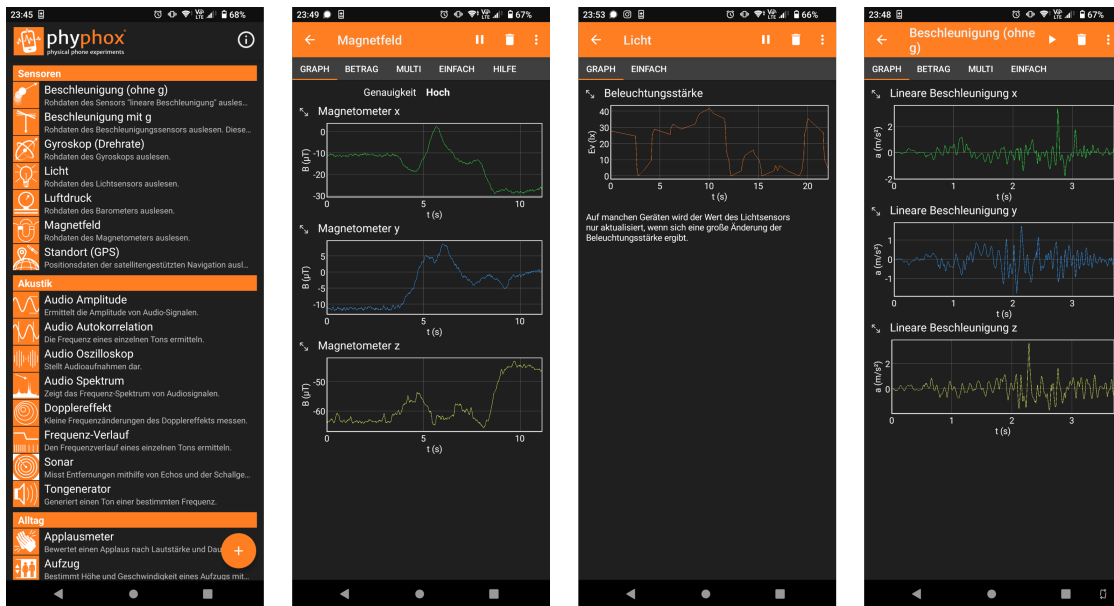 23:45
68%
phyphox
physical phone experiments
Sensoren
Beschleunigung (ohne g)
Rohdaten des Sensors "lineare Beschleunigung" ausles…
Beschleunigung mit g
Rohdaten des Beschleunigungssensors auslesen. Diese…
Gyroskop (Drehrate)
Rohdaten des Gyroskops auslesen.
Licht
Rohdaten des Lichtsensors auslesen.
Luftdruck
Rohdaten des Barometers auslesen.
Magnetfeld
Rohdaten des Magnetometers auslesen.
Standort (GPS)
Positionsdaten der satellitengestützten Navigation ausl…
Akustik
Audio Amplitude
Ermittelt die Amplitude von Audio-Signalen.
Audio Autokorrelation
Die Frequenz eines einzelnen Tons ermitteln.
Audio Oszilloskop
Stellt Audioaufnahmen dar.
Audio Spektrum
Zeigt das Frequenz-Spektrum von Audiosignalen.
Dopplereffekt
Kleine Frequenzänderungen des Dopplereffekts messen.
Frequenz-Verlauf
Den Frequenzverlauf eines einzelnen Tons ermitteln.
Sonar
Misst Entfernungen mithilfe von Echos und der Schallge…
Tongenerator
Generiert einen Ton einer bestimmten Frequenz.
Alltag
Applausmeter
Bewertet einen Applaus nach Lautstärke und Dau
Aufzug
Bestimmt Höhe und Geschwindigkeit eines Aufzugs mit…
23:49
67%
Magnetfeld
GRAPH BETRAG MULTI EINFACH HILFE
Genauigkeit Hoch
Magnetometer x
B (µT)
0
-10
-20
-30
0 5 10
t (s)
Magnetometer y
B (µT)
5
0
-5
-10
0 5 10
t (s)
Magnetometer z
B (µT)
-50
-60
0 5 10
t (s)
23:53
66%
Licht
GRAPH EINFACH
Beleuchtungsstärke
Ev (lx)
40
30
20
10
0
0 5 10 15 20
t (s)
Auf manchen Geräten wird der Wert des Lichtsensors
nur aktualisiert, wenn sich eine große Änderung der
Beleuchtungsstärke ergibt.
23:48
67%
Beschleunigung (ohne
g)
GRAPH BETRAG MULTI EINFACH
Lineare Beschleunigung x
a (m/s²)
2
0
-2
0 1 2 3
t (s)
Lineare Beschleunigung y
a (m/s²)
1
0
-1
0 1 2 3
t (s)
Lineare Beschleunigung z
a (m/s²)
2
0
0 1 2 3
t (s)